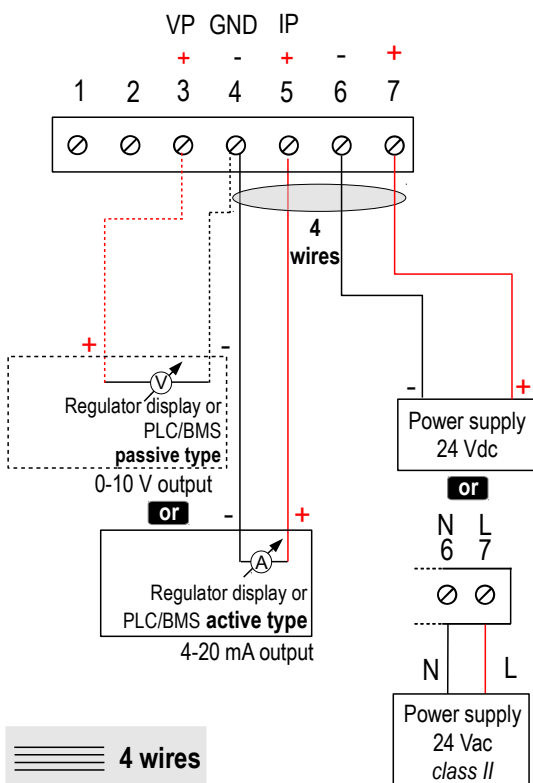 VP GND IP
+ - + - +
1 2 3 4 5 6 7
4
wires
+ -
V
Regulator display or
PLC/BMS
passive type
0-10 V output
or
- +
A
Regulator display or
PLC/BMS active type
4-20 mA output
- +
Power supply
24 Vdc
or
N L
6 7
N L
Power supply
24 Vac
class II
4 wires